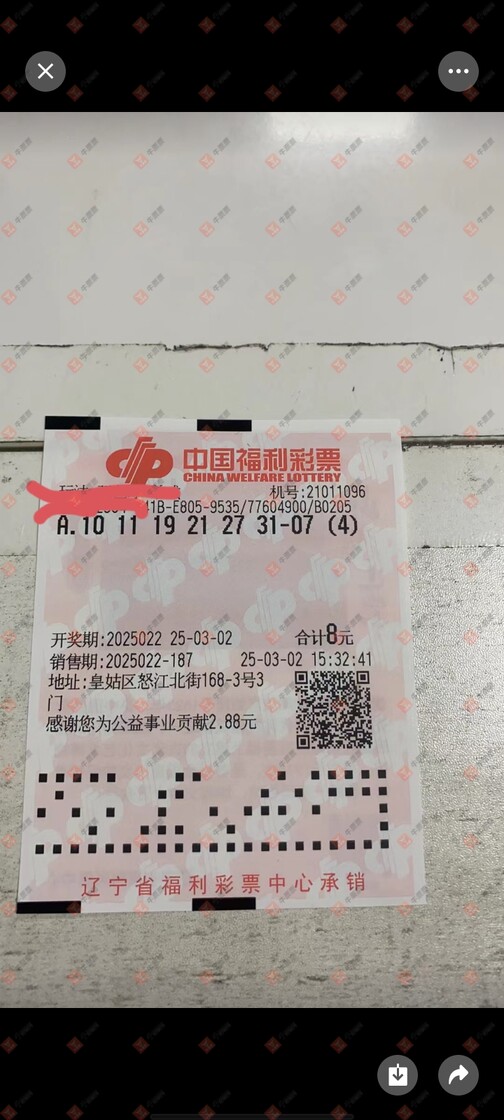 中国福利彩票
CHINA WELFARE LOTTERY
机号:21011096
41B-E805-9535/77604900/B0205
A.10 11 19 21 27 31-07 (4)
开奖期:2025022 25-03-02 合计8元
销售期:2025022-187 25-03-02 15:32:41
地址:皇姑区怒江北街168-3号3
门
感谢您为公益事业贡献2.88元
辽宁省福利彩票中心承销